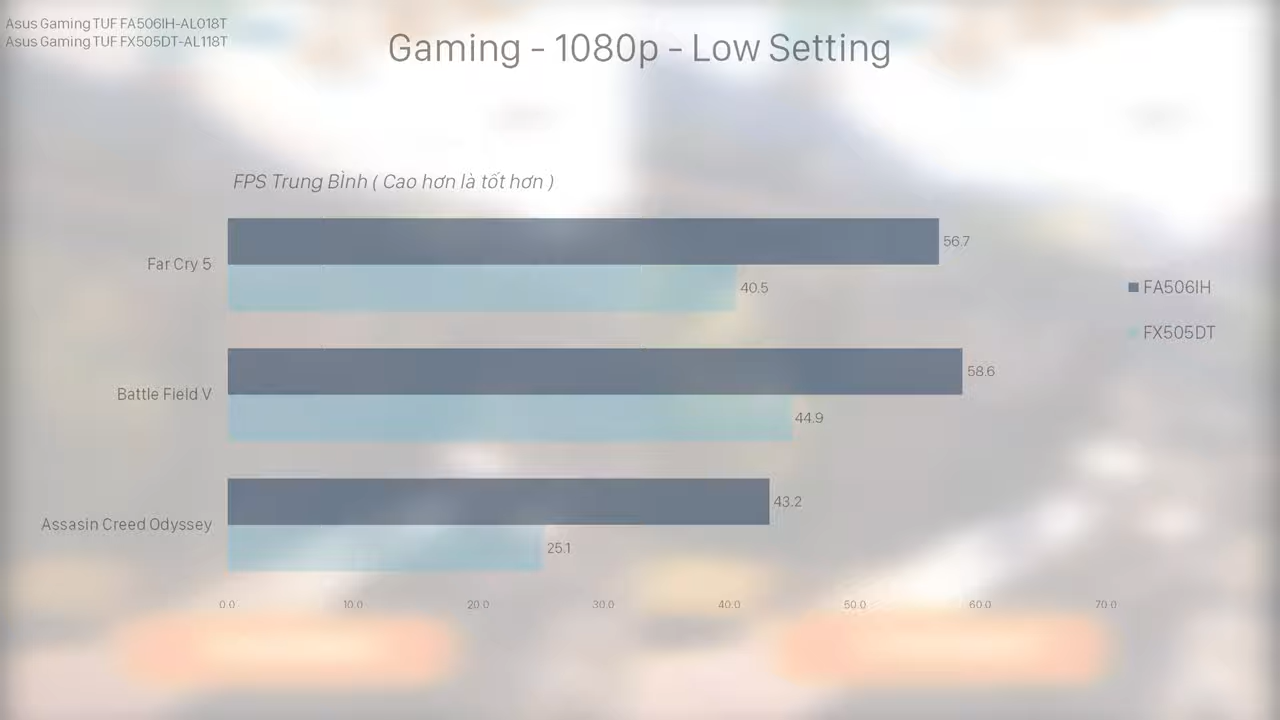 Asus Gaming TUF FA506IH-AL018T
Asus Gaming TUF FX505DT-AL118T
Gaming - 1080p - Low Setting
FPS Trung BÌnh ( Cao hơn là tốt hơn )
Far Cry 5
56.7
40.5
FA506IH
FX505DT
Battle Field V
58.6
44.9
Assasin Creed Odyssey
43.2
25.1
0.0 10.0 20.0 30.0 40.0 50.0 60.0 70.0